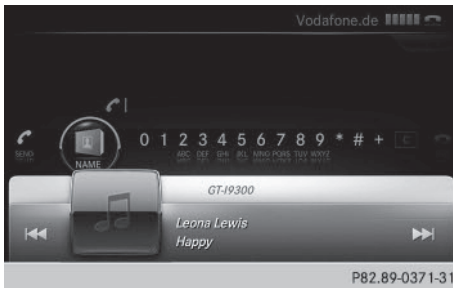 Vodafone.de
0 1 2 3 4 5 6 7 8 9 * # + C
SEND NAME ABC DEF GHI JKL MNO PQRS TUV WXYZ
GT-I9300
Leona Lewis
Happy
P82.89-0371-31